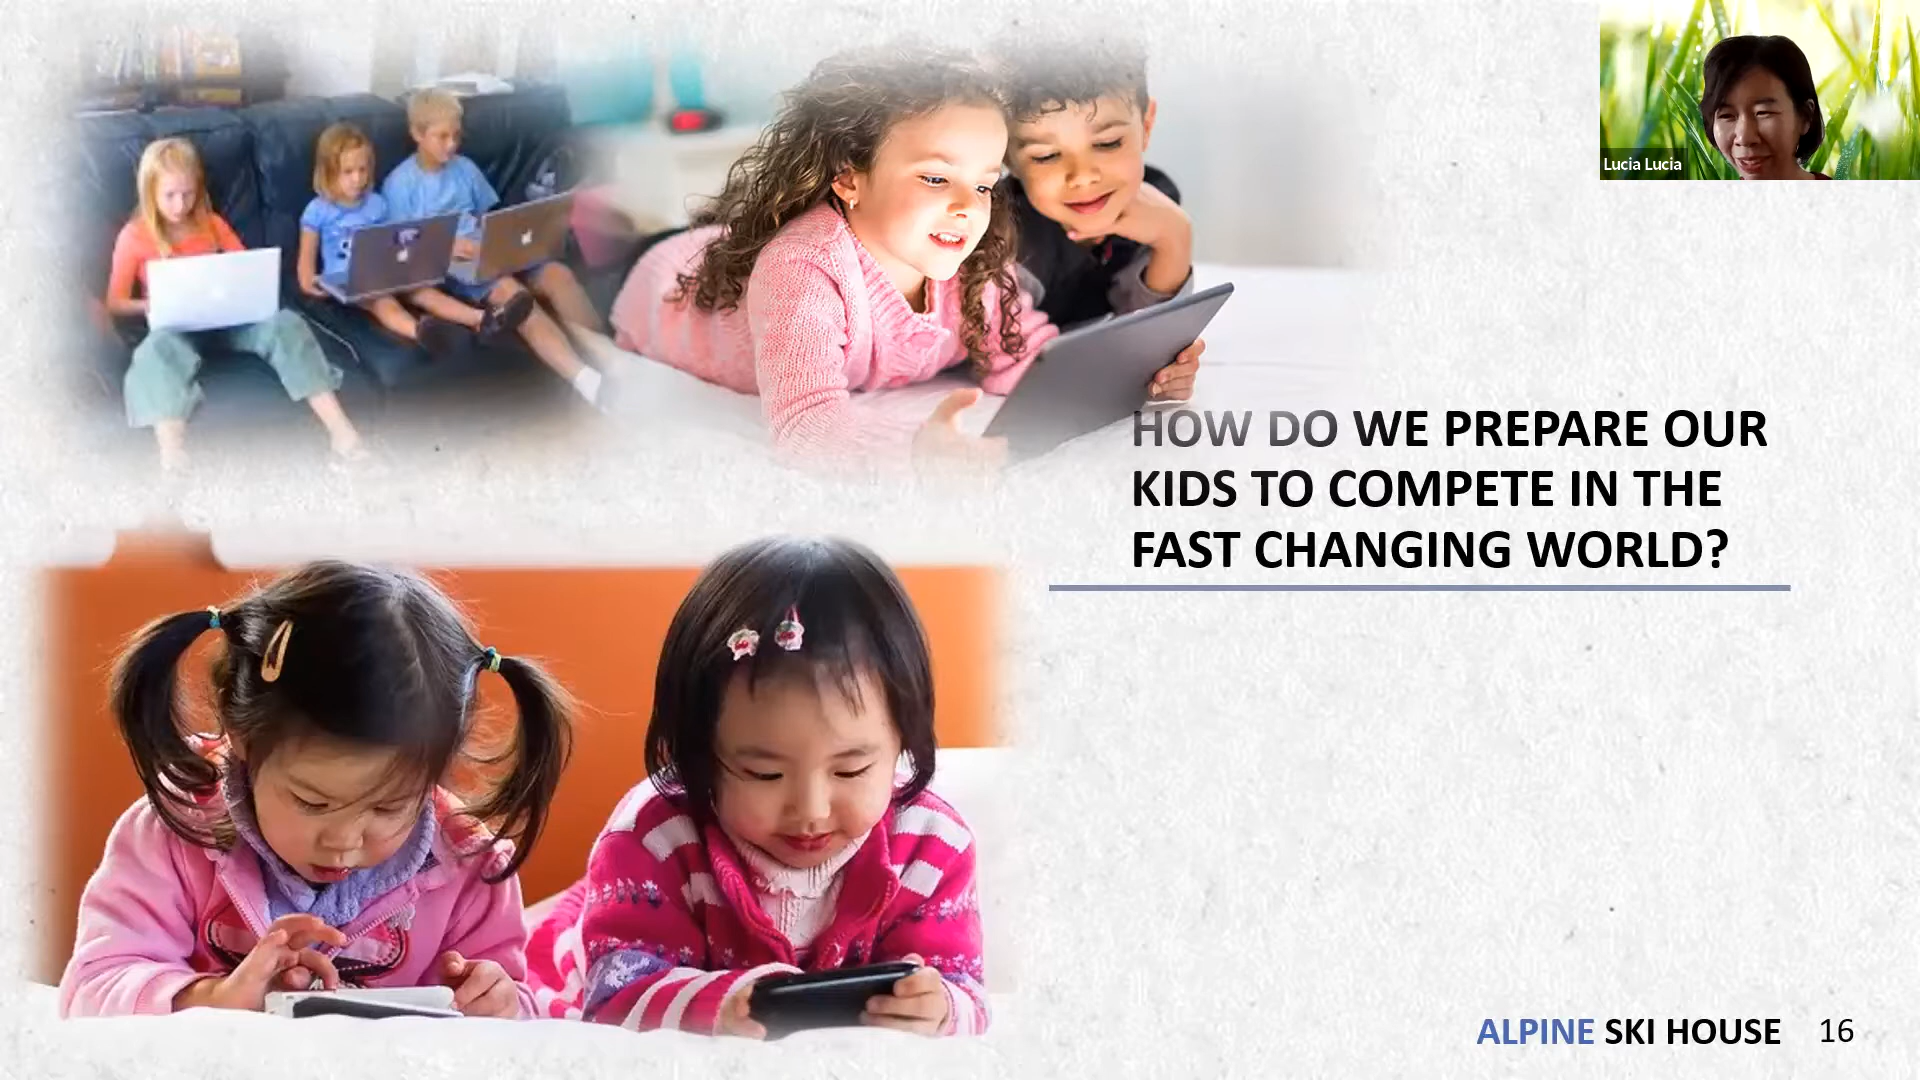 Lucia Lucia
HOW DO WE PREPARE OUR
KIDS TO COMPETE IN THE
FAST CHANGING WORLD?
ALPINE SKI HOUSE 16